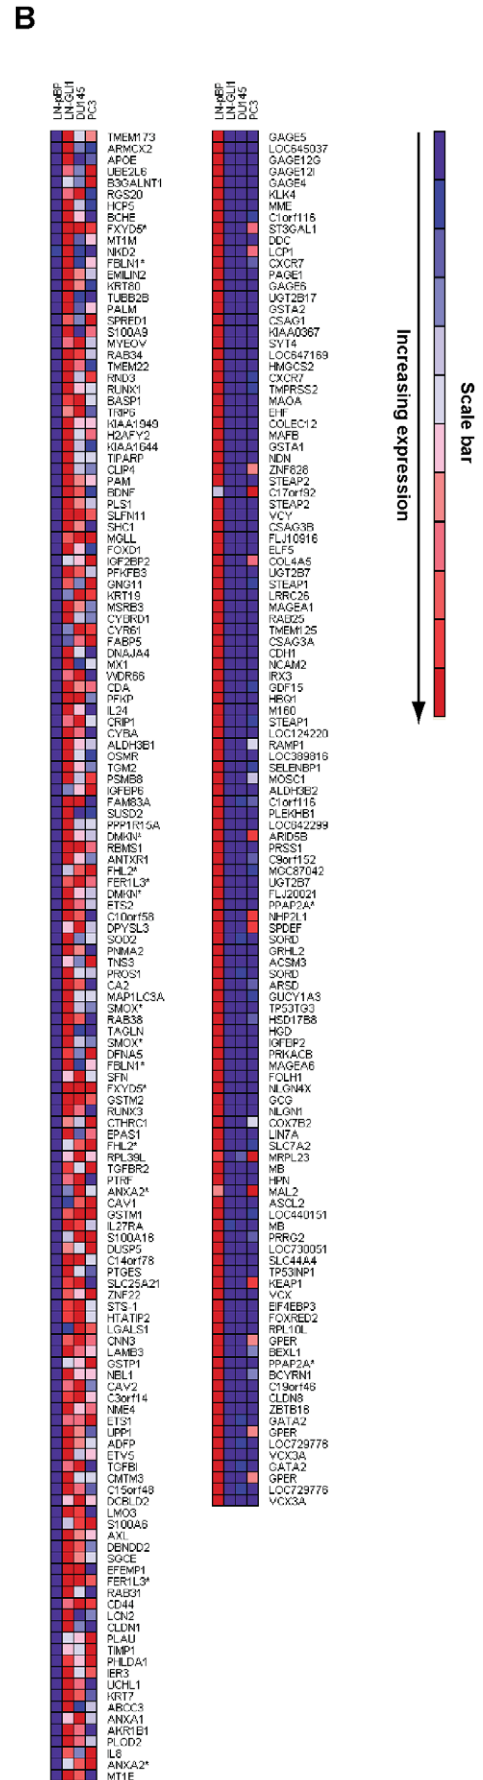 B
LN-pBP
LN-GLI1
DU145
PC3
TMEM173
ARMCX2
APOE
UBE2L6
B3GALNT1
RGS20
HCP5
BCHE
FXYD5*
MT1M
NKD2
FBLN1*
EMILIN2
KRT80
TUBB2B
PALM
SPRED1
S100A9
MYEOV
RAB34
TMEM22
RND3
RUNX1
BASP1
TRIP6
KIAA1949
H2AFY2
KIAA1644
TIPARP
CLIP4
PAM
BDNF
PLS1
SLFN11
SHC1
MGLL
FOXD1
IGF2BP2
PFKFB3
GNG11
KRT19
MSRB3
CYBRD1
CYR61
FABP5
DNAJA4
MX1
WDR66
CDA
PFKP
IL24
CRIP1
CYBA
ALDH3B1
OSMR
TGM2
PSMB8
IGFBP6
FAM83A
SUSD2
PPP1R15A
DMKN*
RBMS1
ANTXR1
FHL2*
FER1L3*
DMKN*
ETS2
C10orf58
DPYSL3
SOD2
PNMA2
TNS3
PROS1
CA2
MAP1LC3A
SMOX*
RAB38
TAGLN
SMOX*
DFNA5
FBLN1*
SFN
FXYD5*
GSTM2
RUNX3
CTHRC1
EPAS1
FHL2*
RPL39L
TGFBR2
PTRF
ANXA2*
CAV1
GSTM1
IL27RA
S100A16
DUSP5
C14orf78
PTGES
SLC25A21
ZNF22
STS-1
HTATIP2
LGALS1
CNN3
LAMB3
GSTP1
NBL1
CAV2
C3orf14
NME4
ETS1
UPP1
ADFP
ETV5
TGFBI
CMTM3
C15orf48
DCBLD2
LMO3
S100A6
AXL
DBNDD2
SGCE
EFEMP1
FER1L3*
RAB31
CD44
LCN2
CLDN1
PLAU
TIMP1
PHLDA1
IER3
UCHL1
KRT7
ABCC3
ANXA1
AKR1B1
PLOD2
IL8
ANXA2*
MT1E
LN-pBP
LN-GLI1
DU145
PC3
GAGE5
LOC645037
GAGE12G
GAGE12I
GAGE4
KLK4
MME
C1orf116
ST3GAL1
DDC
LCP1
CXCR7
PAGE1
GAGE6
UGT2B17
GSTA2
CSAG1
KIAA0367
SYT4
LOC647169
HMGCS2
CXCR7
TMPRSS2
MAOA
EHF
COLEC12
MAFB
GSTA1
NDN
ZNF828
STEAP2
C17orf92
STEAP2
VCY
CSAG3B
FLJ10916
ELF5
COL4A5
UGT2B7
STEAP1
LRRC26
MAGEA1
RAB25
TMEM125
CSAG3A
CDH1
NCAM2
IRX3
GDF15
HBQ1
M160
STEAP1
LOC124220
RAMP1
LOC389816
SELENBP1
MOSC1
ALDH3B2
C1orf116
PLEKHB1
LOC642299
ARID5B
PRSS1
C9orf152
MGC87042
UGT2B7
FLJ20021
PPAP2A*
NHP2L1
SPDEF
SORD
GRHL2
ACSM3
SORD
ARSD
GUCY1A3
TP53TG3
HSD17B8
HGD
IGFBP2
PRKACB
MAGEA6
FOLH1
NLGN4X
GCG
NLGN1
COX7B2
LIN7A
SLC7A2
MRPL23
MB
HPN
MAL2
ASCL2
LOC440151
MB
PRRG2
LOC730051
SLC44A4
TP53INP1
KEAP1
VCX
EIF4EBP3
FOXRED2
RPL10L
GPER
BEXL1
PPAP2A*
BCYRN1
C19orf46
CLDN8
ZBTB16
GATA2
GPER
LOC729776
VCX3A
GATA2
GPER
LOC729776
VCX3A
Increasing expression
Scale bar